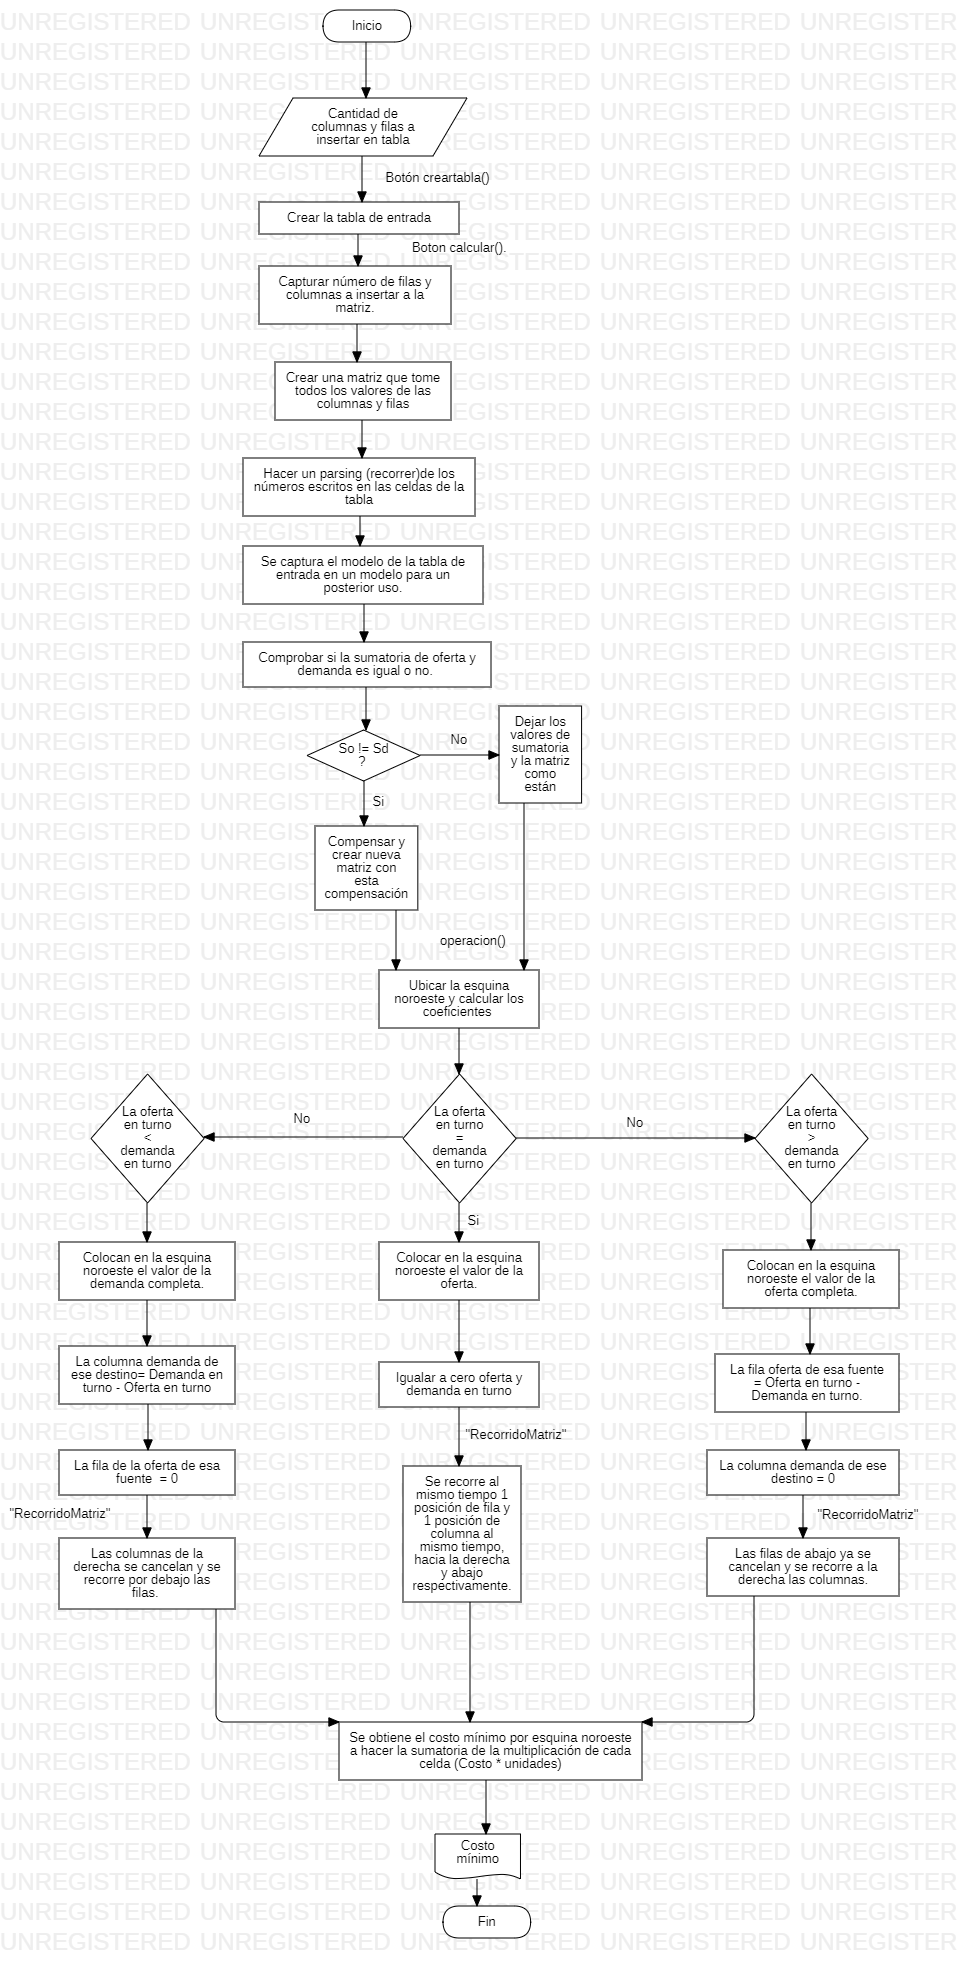 Inicio
Cantidad de
columnas y filas a
insertar en tabla
Botón creartabla()
Crear la tabla de entrada
Boton calcular().
Capturar número de filas y
columnas a insertar a la
matriz.
Crear una matriz que tome
todos los valores de las
columnas y filas
Hacer un parsing (recorrer)de los
números escritos en las celdas de la
tabla
Se captura el modelo de la tabla de
entrada en un modelo para un
posterior uso.
Comprobar si la sumatoria de oferta y
demanda es igual o no.
So != Sd
?
No
Dejar los
valores de
sumatoria
y la matriz
como
están
Si
Compensar y
crear nueva
matriz con
esta
compensación
operacion()
Ubicar la esquina
noroeste y calcular los
coeficientes
La oferta
en turno
<
demanda
en turno
No
La oferta
en turno
=
demanda
en turno
No
La oferta
en turno
>
demanda
en turno
Si
Colocan en la esquina
noroeste el valor de la
demanda completa.
Colocar en la esquina
noroeste el valor de la
oferta.
Colocan en la esquina
noroeste el valor de la
oferta completa.
La columna demanda de
ese destino= Demanda en
turno - Oferta en turno
Igualar a cero oferta y
demanda en turno
La fila oferta de esa fuente
= Oferta en turno -
Demanda en turno.
La fila de la oferta de esa
fuente  = 0
"RecorridoMatriz"
La columna demanda de ese
destino = 0
"RecorridoMatriz"
Se recorre al
mismo tiempo 1
posición de fila y
1 posición de
columna al
mismo tiempo,
hacia la derecha
y abajo
respectivamente.
"RecorridoMatriz"
Las columnas de la
derecha se cancelan y se
recorre por debajo las
filas.
Las filas de abajo ya se
cancelan y se recorre a la
derecha las columnas.
Se obtiene el costo mínimo por esquina noroeste
a hacer la sumatoria de la multiplicación de cada
celda (Costo * unidades)
Costo
mínimo
Fin
UNREGISTERED